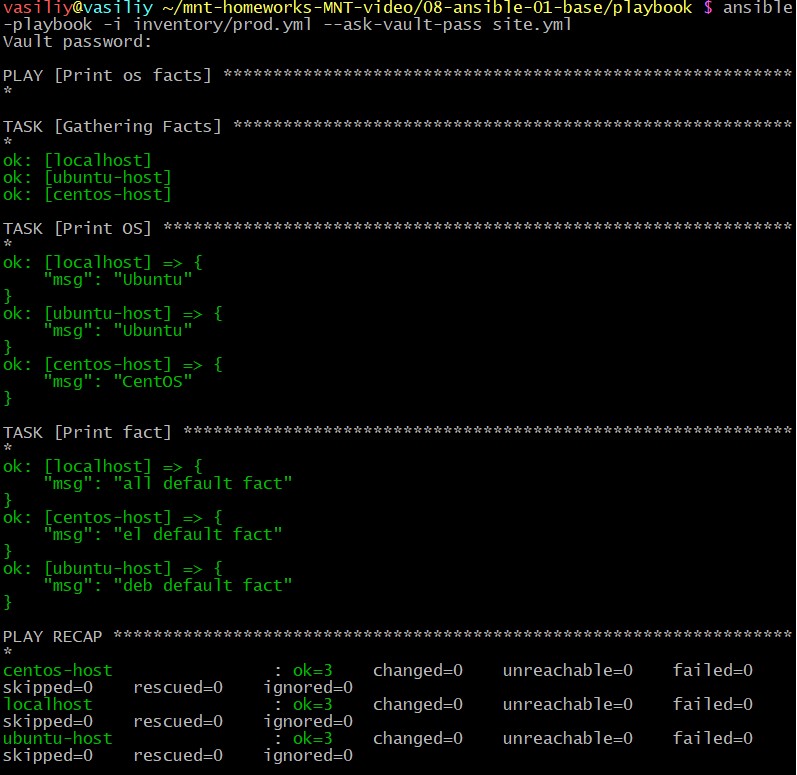 vasiliy@vasiliy ~/mnt-homeworks-MNT-video/08-ansible-01-base/playbook $ ansible
-playbook -i inventory/prod.yml --ask-vault-pass site.yml
Vault password:

PLAY [Print os facts] *********************************************************
*

TASK [Gathering Facts] ********************************************************
*
ok: [localhost]
ok: [ubuntu-host]
ok: [centos-host]

TASK [Print OS] ***************************************************************
*
ok: [localhost] => {
    "msg": "Ubuntu"
}
ok: [ubuntu-host] => {
    "msg": "Ubuntu"
}
ok: [centos-host] => {
    "msg": "CentOS"
}

TASK [Print fact] *************************************************************
*
ok: [localhost] => {
    "msg": "all default fact"
}
ok: [centos-host] => {
    "msg": "el default fact"
}
ok: [ubuntu-host] => {
    "msg": "deb default fact"
}

PLAY RECAP ********************************************************************
*
centos-host                : ok=3    changed=0    unreachable=0    failed=0
skipped=0    rescued=0    ignored=0
localhost                  : ok=3    changed=0    unreachable=0    failed=0
skipped=0    rescued=0    ignored=0
ubuntu-host                : ok=3    changed=0    unreachable=0    failed=0
skipped=0    rescued=0    ignored=0